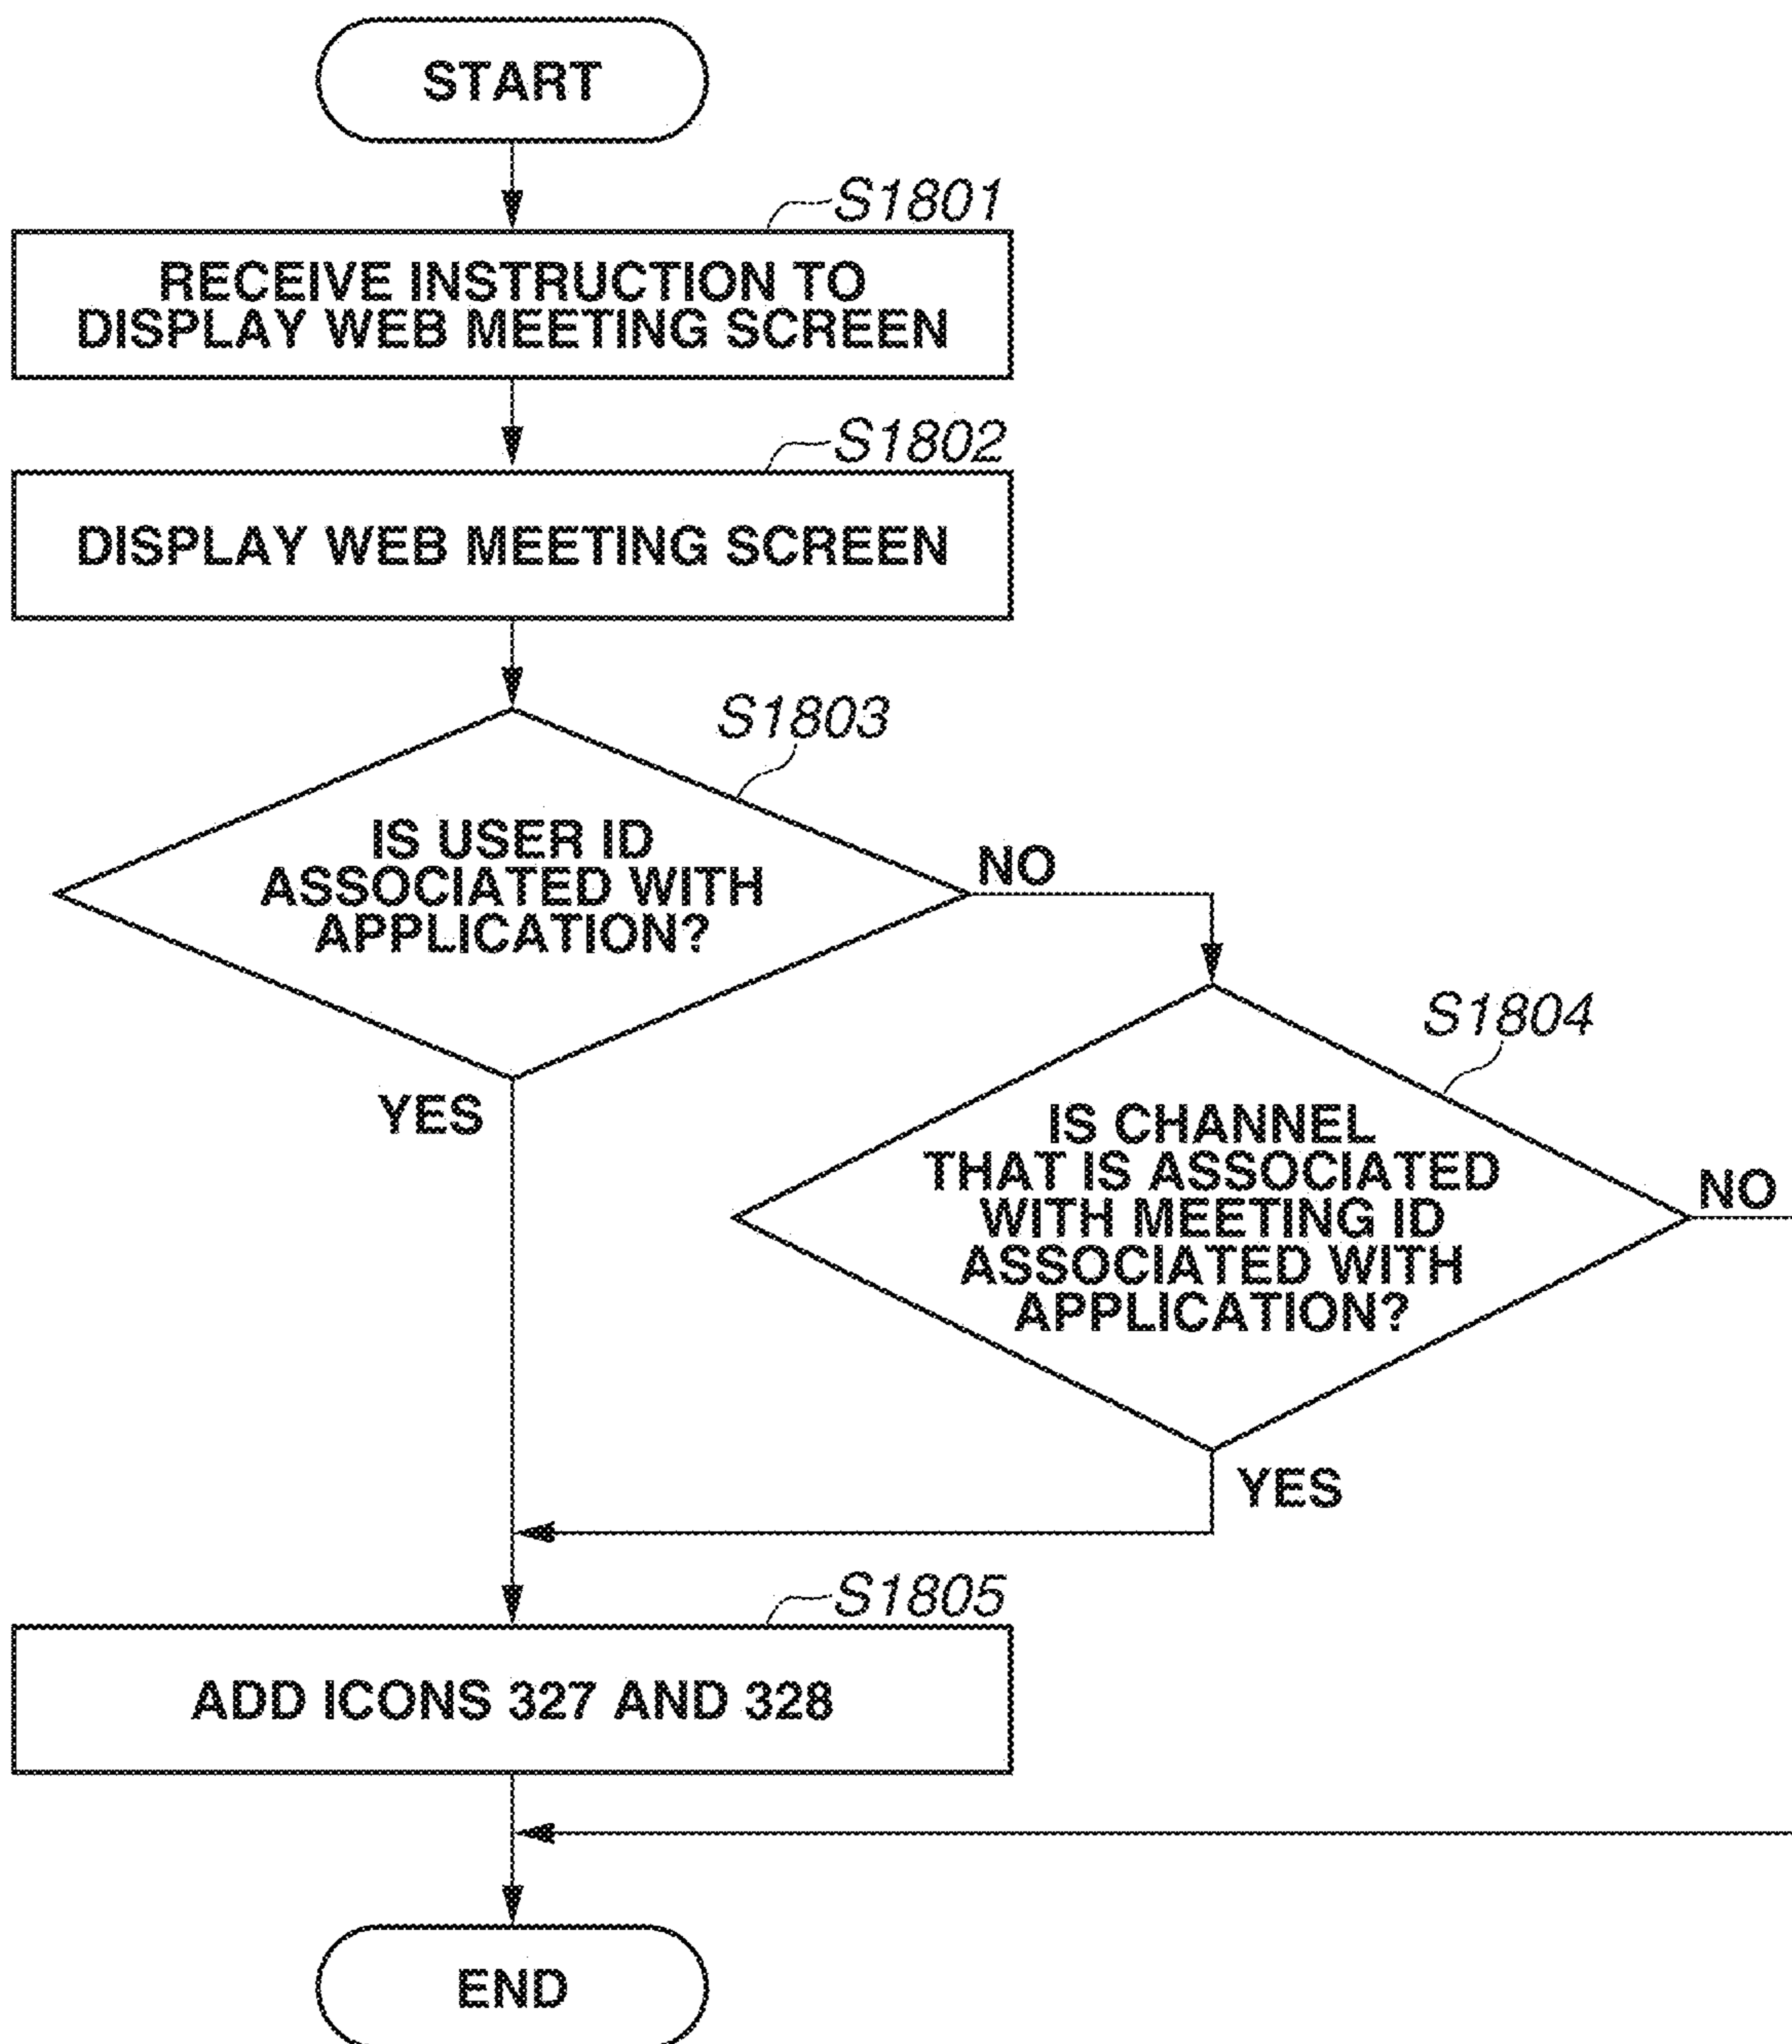 START
S1801
RECEIVE INSTRUCTION TO
DISPLAY WEB MEETING SCREEN
S1802
DISPLAY WEB MEETING SCREEN
S1803
IS USER ID
ASSOCIATED WITH
APPLICATION?
NO
YES
S1804
IS CHANNEL
THAT IS ASSOCIATED
WITH MEETING ID
ASSOCIATED WITH
APPLICATION?
NO
YES
S1805
ADD ICONS 327 AND 328
END